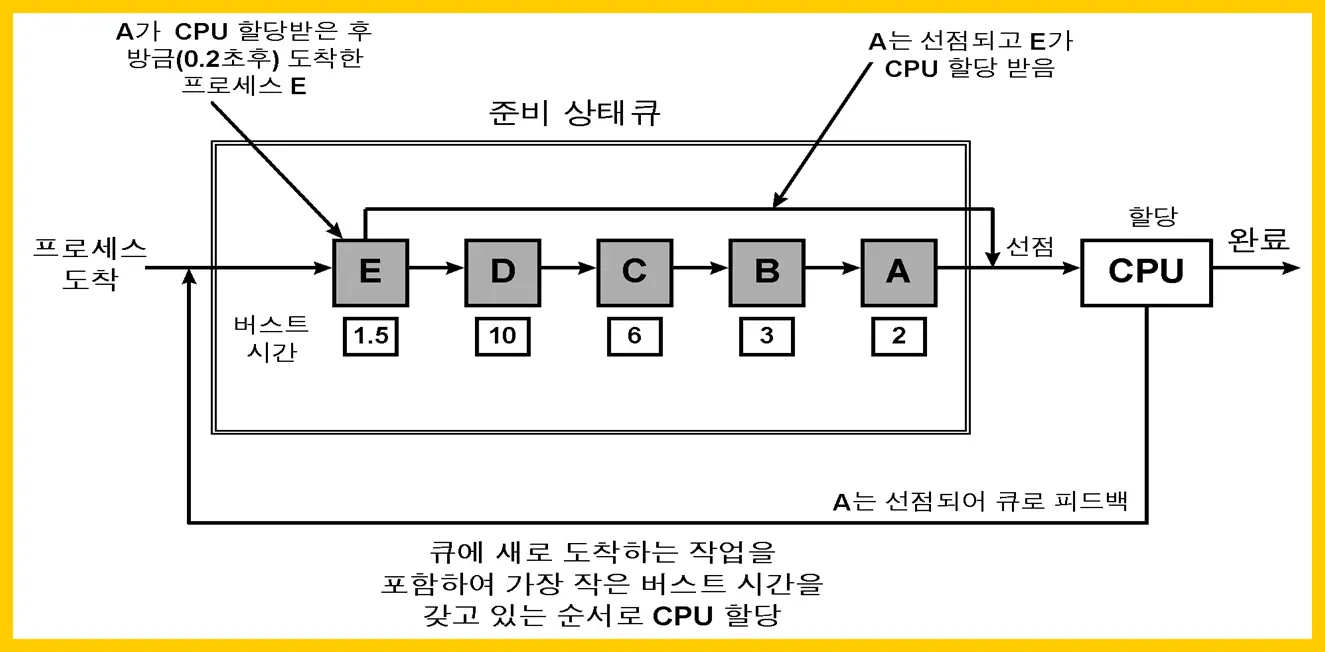 A가 CPU 할당받은 후
방금(0.2초후) 도착한
프로세스 E
A는 선점되고 E가
CPU 할당 받음
준비 상태큐
프로세스
도착
E
D
C
B
A
선점
할당
CPU
완료
버스트
시간
1.5
10
6
3
2
A는 선점되어 큐로 피드백
큐에 새로 도착하는 작업을
포함하여 가장 작은 버스트 시간을
갖고 있는 순서로 CPU 할당